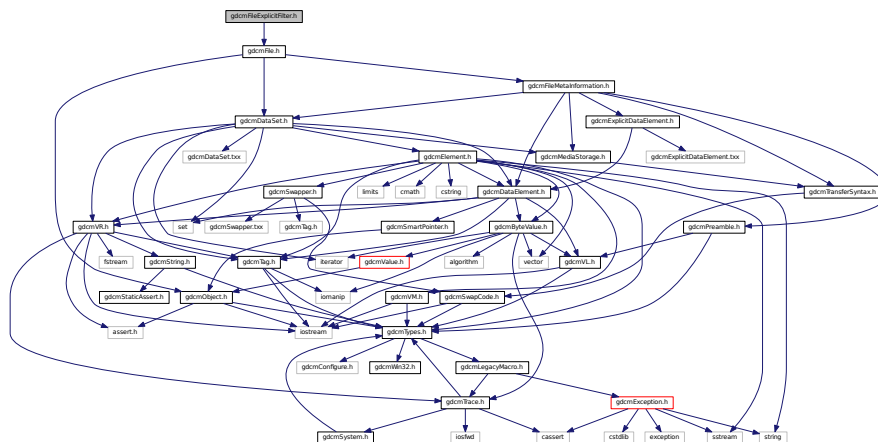 gdcmFileExplicitFilter.h
gdcmFile.h
gdcmFileMetaInformation.h
gdcmDataSet.h
gdcmExplicitDataElement.h
gdcmDataSet.txx
gdcmElement.h
gdcmMediaStorage.h
gdcmExplicitDataElement.txx
gdcmSwapper.h
limits
cmath
cstring
gdcmDataElement.h
gdcmTransferSyntax.h
gdcmVR.h
set
gdcmSwapper.txx
gdcmTag.h
gdcmSmartPointer.h
gdcmByteValue.h
gdcmPreamble.h
fstream
gdcmString.h
gdcmTag.h
iterator
gdcmValue.h
algorithm
vector
gdcmVL.h
gdcmStaticAssert.h
gdcmObject.h
iomanip
gdcmVM.h
gdcmSwapCode.h
assert.h
iostream
gdcmTypes.h
gdcmConfigure.h
gdcmWin32.h
gdcmLegacyMacro.h
gdcmTrace.h
gdcmException.h
gdcmSystem.h
iosfwd
cassert
cstdlib
exception
sstream
string